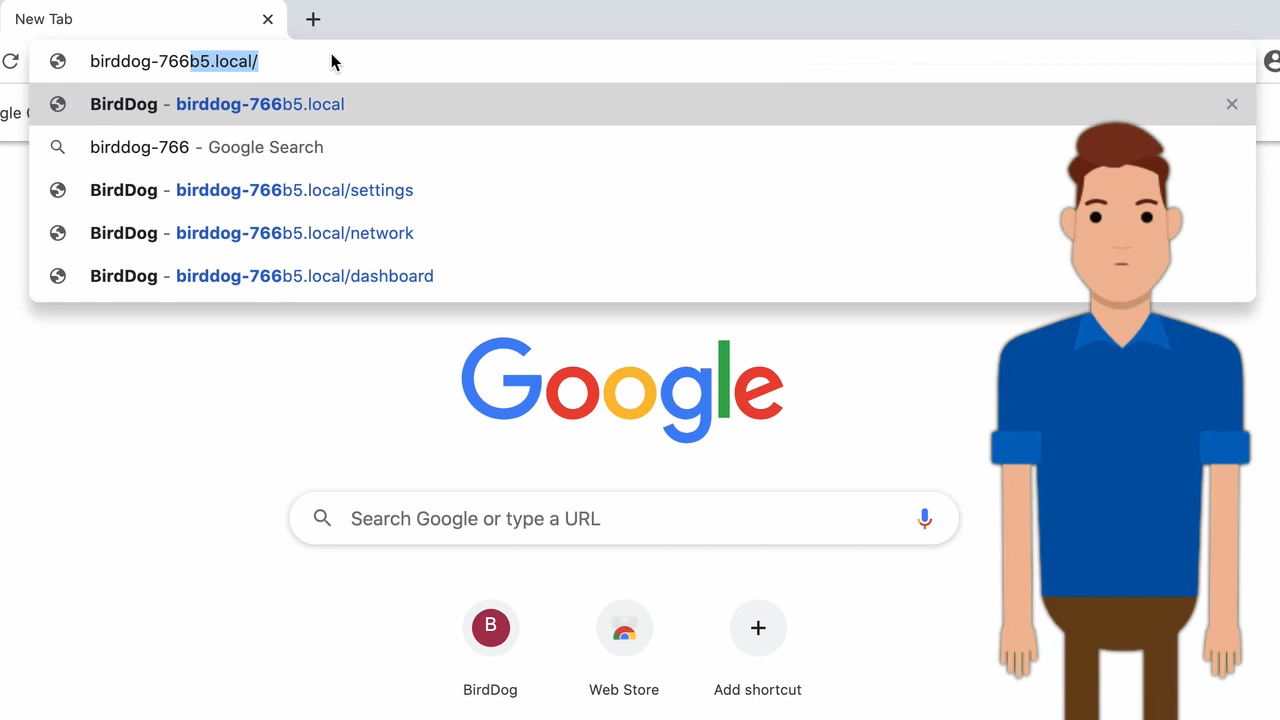 New Tab
birddog-766b5.local/
BirdDog - birddog-766b5.local
gle
birddog-766 - Google Search
BirdDog - birddog-766b5.local/settings
BirdDog - birddog-766b5.local/network
BirdDog - birddog-766b5.local/dashboard
Google
Search Google or type a URL
B
BirdDog
Web Store
Add shortcut